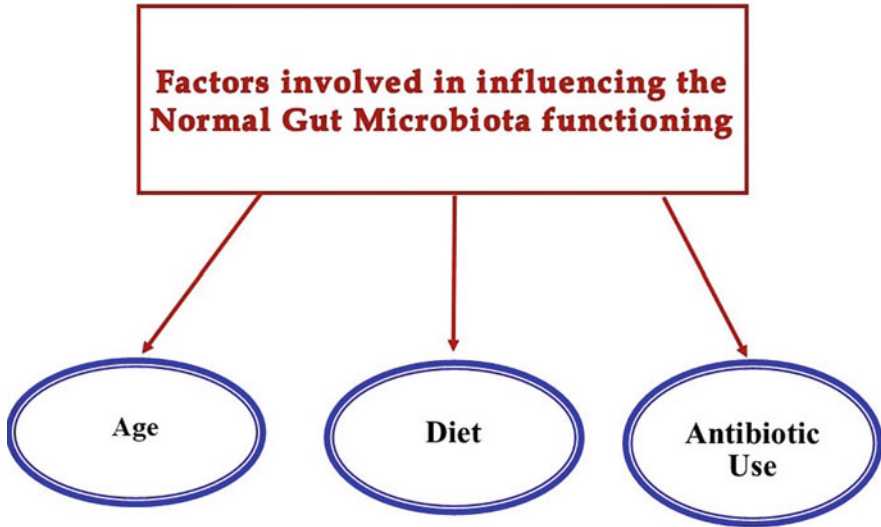 Factors involved in influencing the
Normal Gut Microbiota functioning
Age
Diet
Antibiotic
Use